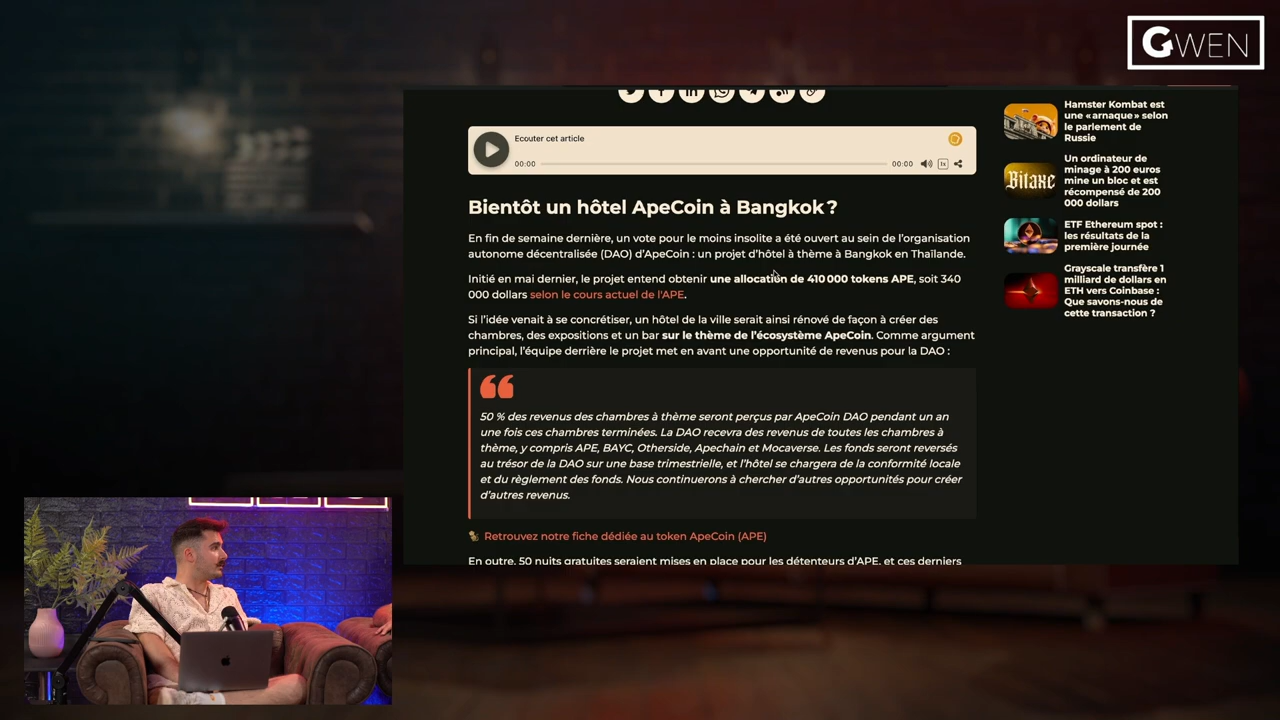 GWEN
Ecouter cet article
00:00
00:00
1x
Bientôt un hôtel ApeCoin à Bangkok ?
En fin de semaine dernière, un vote pour le moins insolite a été ouvert au sein de l'organisation
autonome décentralisée (DAO) d'ApeCoin : un projet d'hôtel à thème à Bangkok en Thaïlande.
Initié en mai dernier, le projet entend obtenir une allocation de 410 000 tokens APE, soit 340
000 dollars selon le cours actuel de l'APE.
Si l'idée venait à se concrétiser, un hôtel de la ville serait ainsi rénové de façon à créer des
chambres, des expositions et un bar sur le thème de l'écosystème ApeCoin. Comme argument
principal, l'équipe derrière le projet met en avant une opportunité de revenus pour la DAO :
50 % des revenus des chambres à thème seront perçus par ApeCoin DAO pendant un an
une fois ces chambres terminées. La DAO recevra des revenus de toutes les chambres à
thème, y compris APE, BAYC, Otherside, Apechain et Mocaverse. Les fonds seront reversés
au trésor de la DAO sur une base trimestrielle, et l'hôtel se chargera de la conformité locale
et du règlement des fonds. Nous continuerons à chercher d'autres opportunités pour créer
d'autres revenus.
Retrouvez notre fiche dédiée au token ApeCoin (APE)
En outre, 50 nuits gratuites seraient mises en place pour les détenteurs d'APE, et ces derniers
Hamster Kombat est
une « arnaque » selon
le parlement de
Russie
Bitaxe
Un ordinateur de
minage à 200 euros
mine un bloc et est
récompensé de 200
000 dollars
ETF Ethereum spot :
les résultats de la
première journée
Grayscale transfère 1
milliard de dollars en
ETH vers Coinbase :
Que savons-nous de
cette transaction ?